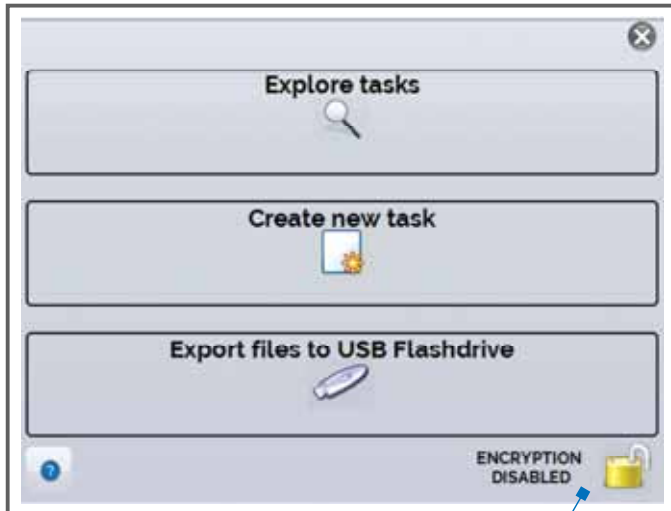 Explore tasks
Create new task
Export files to USB Flashdrive
?
ENCRYPTION
DISABLED